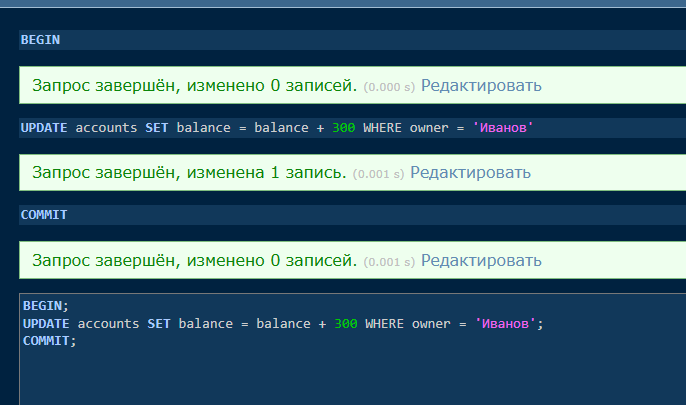 BEGIN
Запрос завершён, изменено 0 записей. (0.000 s) Редактировать
UPDATE accounts SET balance = balance + 300 WHERE owner = 'Иванов'
Запрос завершён, изменена 1 запись. (0.001 s) Редактировать
COMMIT
Запрос завершён, изменено 0 записей. (0.001 s) Редактировать
BEGIN;
UPDATE accounts SET balance = balance + 300 WHERE owner = 'Иванов';
COMMIT;